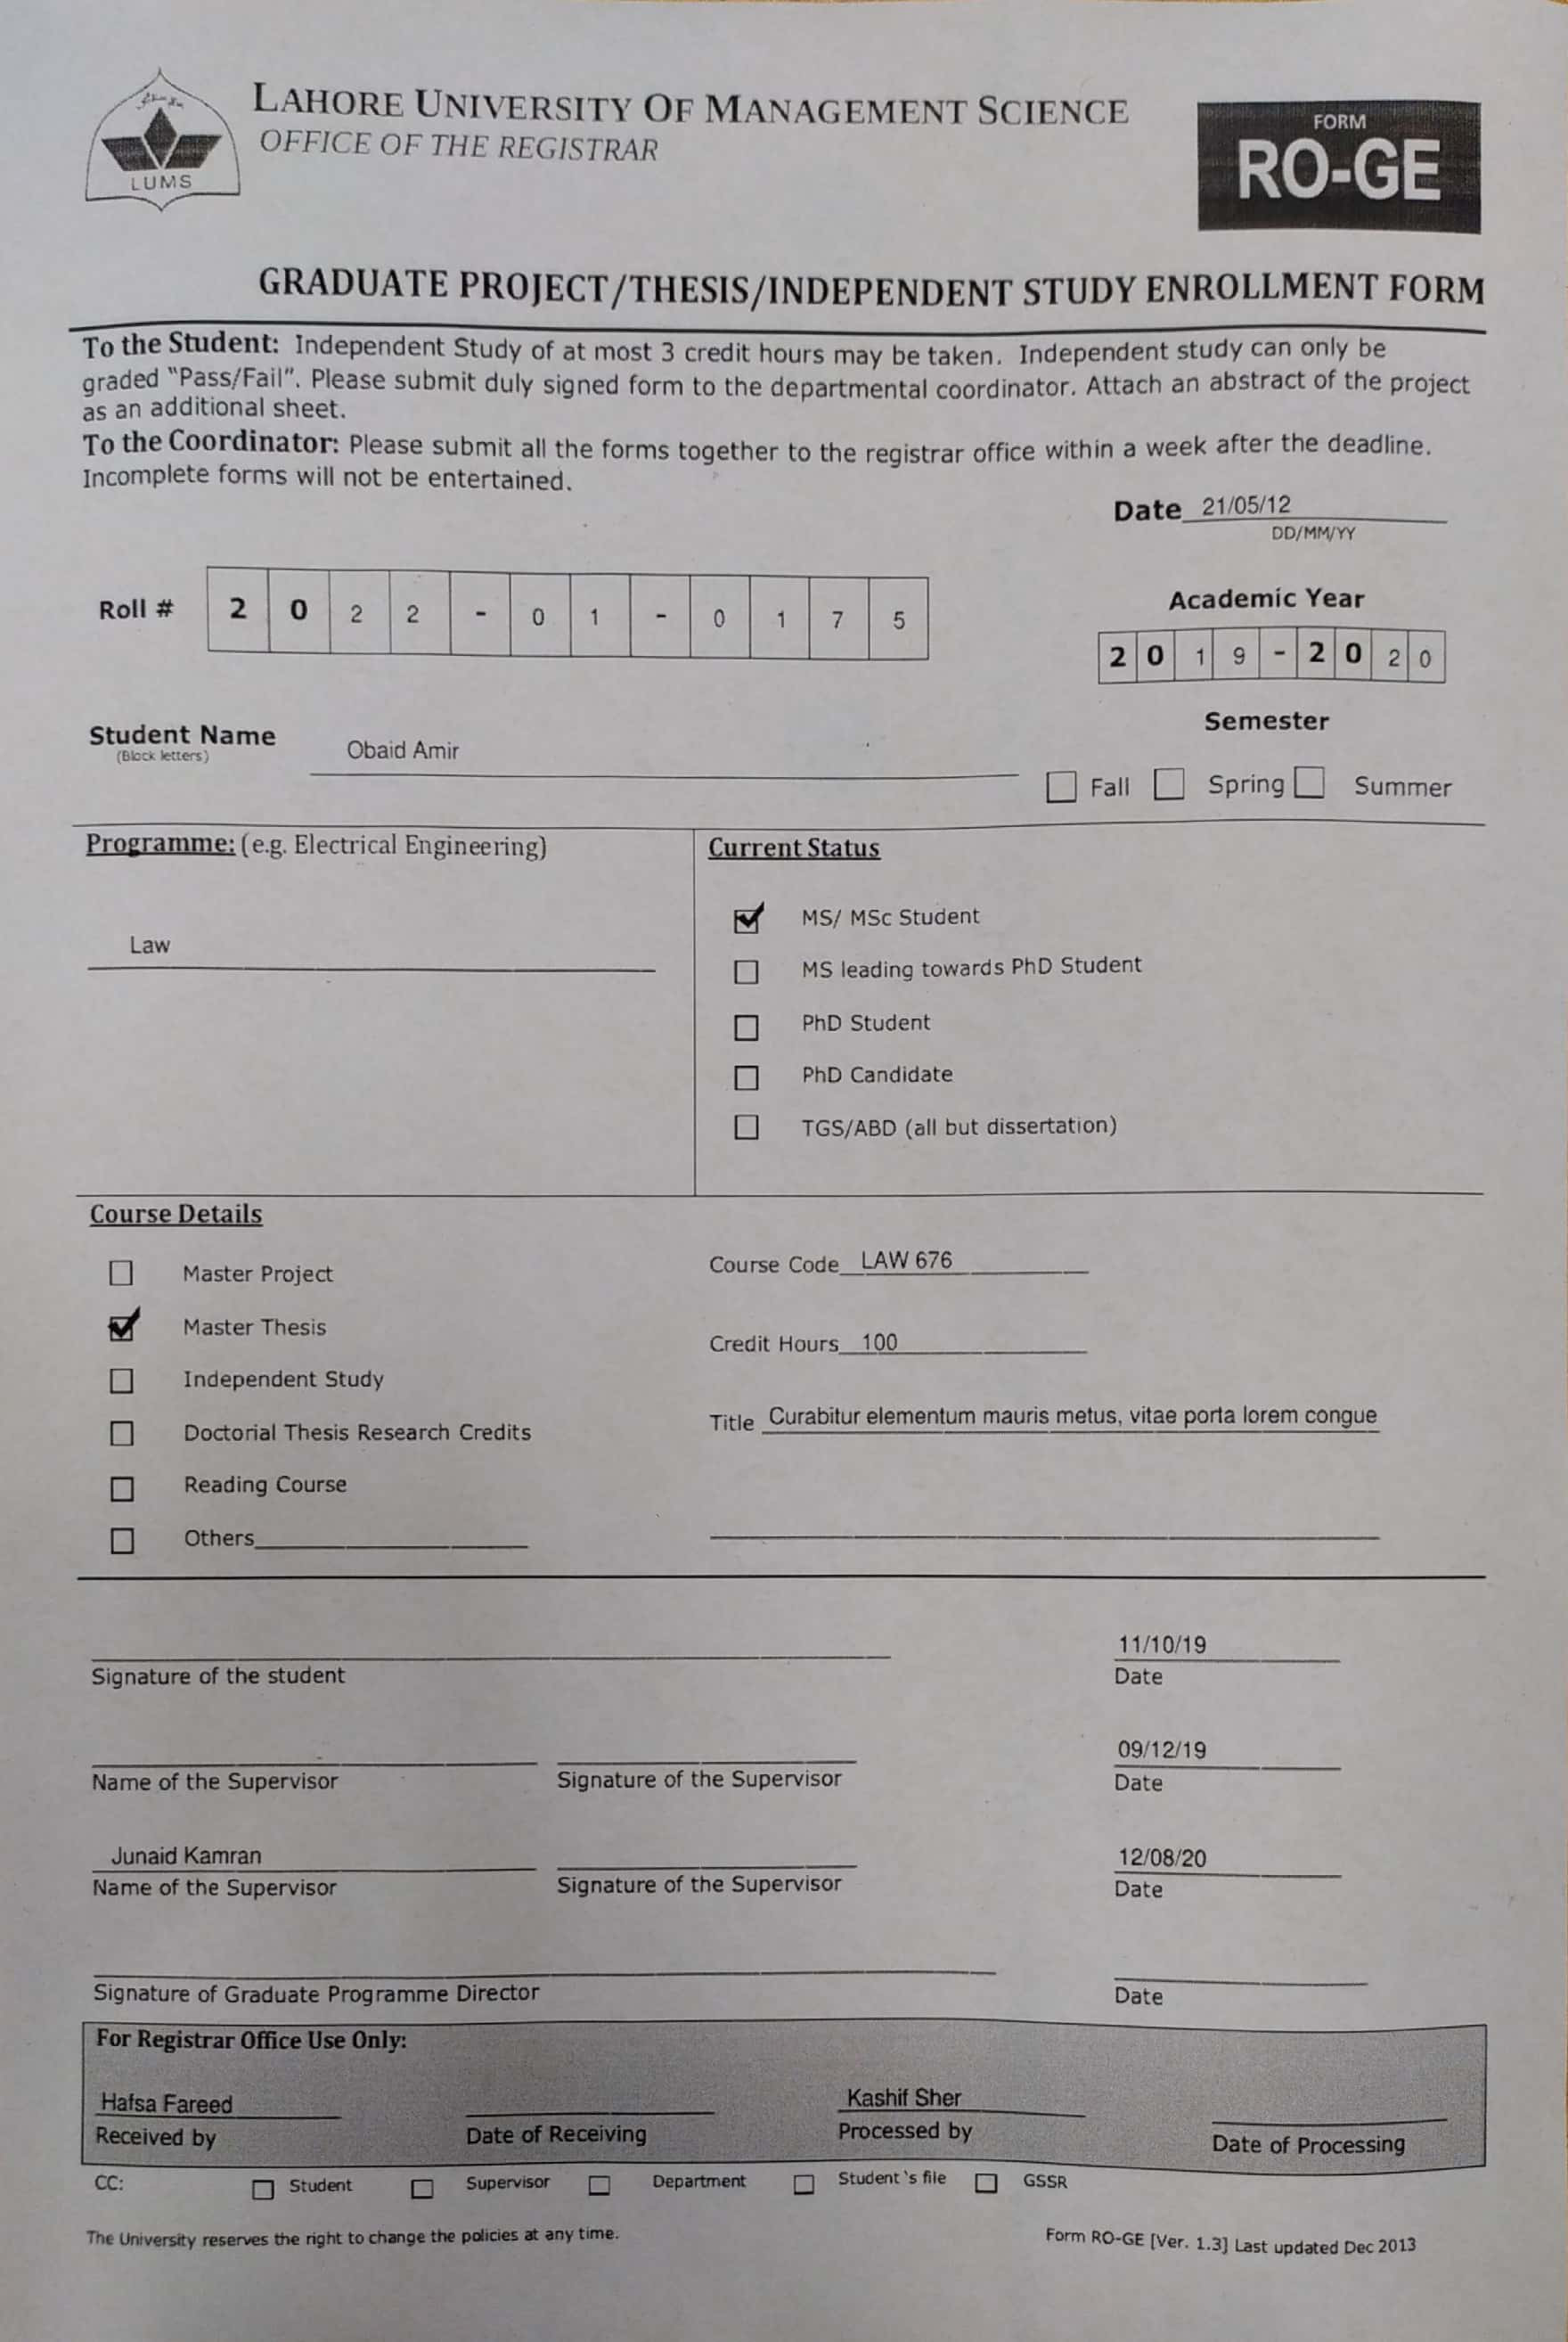 LUMS
LAHORE UNIVERSITY OF MANAGEMENT SCIENCE
OFFICE OF THE REGISTRAR
FORM
RO-GE
GRADUATE PROJECT/THESIS/INDEPENDENT STUDY ENROLLMENT FORM
To the Student: Independent Study of at most 3 credit hours may be taken. Independent study can only be
graded “Pass/Fail”. Please submit duly signed form to the departmental coordinator. Attach an abstract of the project
as an additional sheet.
To the Coordinator: Please submit all the forms together to the registrar office within a week after the deadline.
Incomplete forms will not be entertained.
Date 21/05/12
DD/MM/YY
Roll # 2 0 2 2 - 0 1 - 0 1 7 5
Academic Year
2 0 1 9 - 2 0 2 0
Student Name Obaid Amir
(Block letters)
Semester
Fall Spring Summer
Programme: (e.g. Electrical Engineering)
Law
Current Status
MS/ MSc Student
MS leading towards PhD Student
PhD Student
PhD Candidate
TGS/ABD (all but dissertation)
Course Details
Master Project
Master Thesis
Independent Study
Doctorial Thesis Research Credits
Reading Course
Others
Course Code LAW 676
Credit Hours 100
Title Curabitur elementum mauris metus, vitae porta lorem congue
11/10/19
Signature of the student Date
09/12/19
Name of the Supervisor Signature of the Supervisor Date
Junaid Kamran 12/08/20
Name of the Supervisor Signature of the Supervisor Date
Signature of Graduate Programme Director Date
For Registrar Office Use Only:
Hafsa Fareed Kashif Sher
Received by Date of Receiving Processed by Date of Processing
CC: Student Supervisor Department Student's file GSSR
The University reserves the right to change the policies at any time. Form RO-GE [Ver. 1.3] Last updated Dec 2013